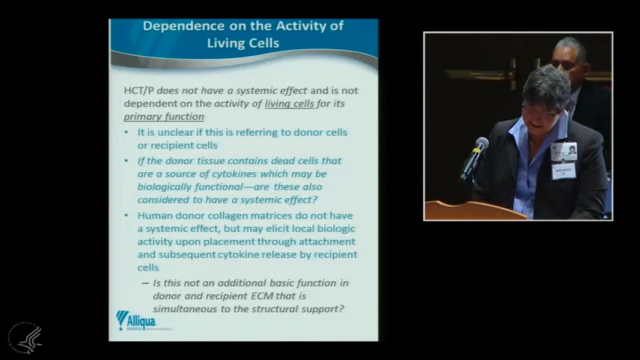 Dependence on the Activity of
Living Cells
HCT/P does not have a systemic effect and is not
dependent on the activity of living cells for its
primary function
• It is unclear if this is referring to donor cells
or recipient cells
• If the donor tissue contains dead cells that
are a source of cytokines which may be
biologically functional—are these also
considered to have a systemic effect?
• Human donor collagen matrices do not have
a systemic effect, but may elicit local biologic
activity upon placement through attachment
and subsequent cytokine release by recipient
cells
– Is this not an additional basic function in
donor and recipient ECM that is
simultaneous to the structural support?
Alliqua